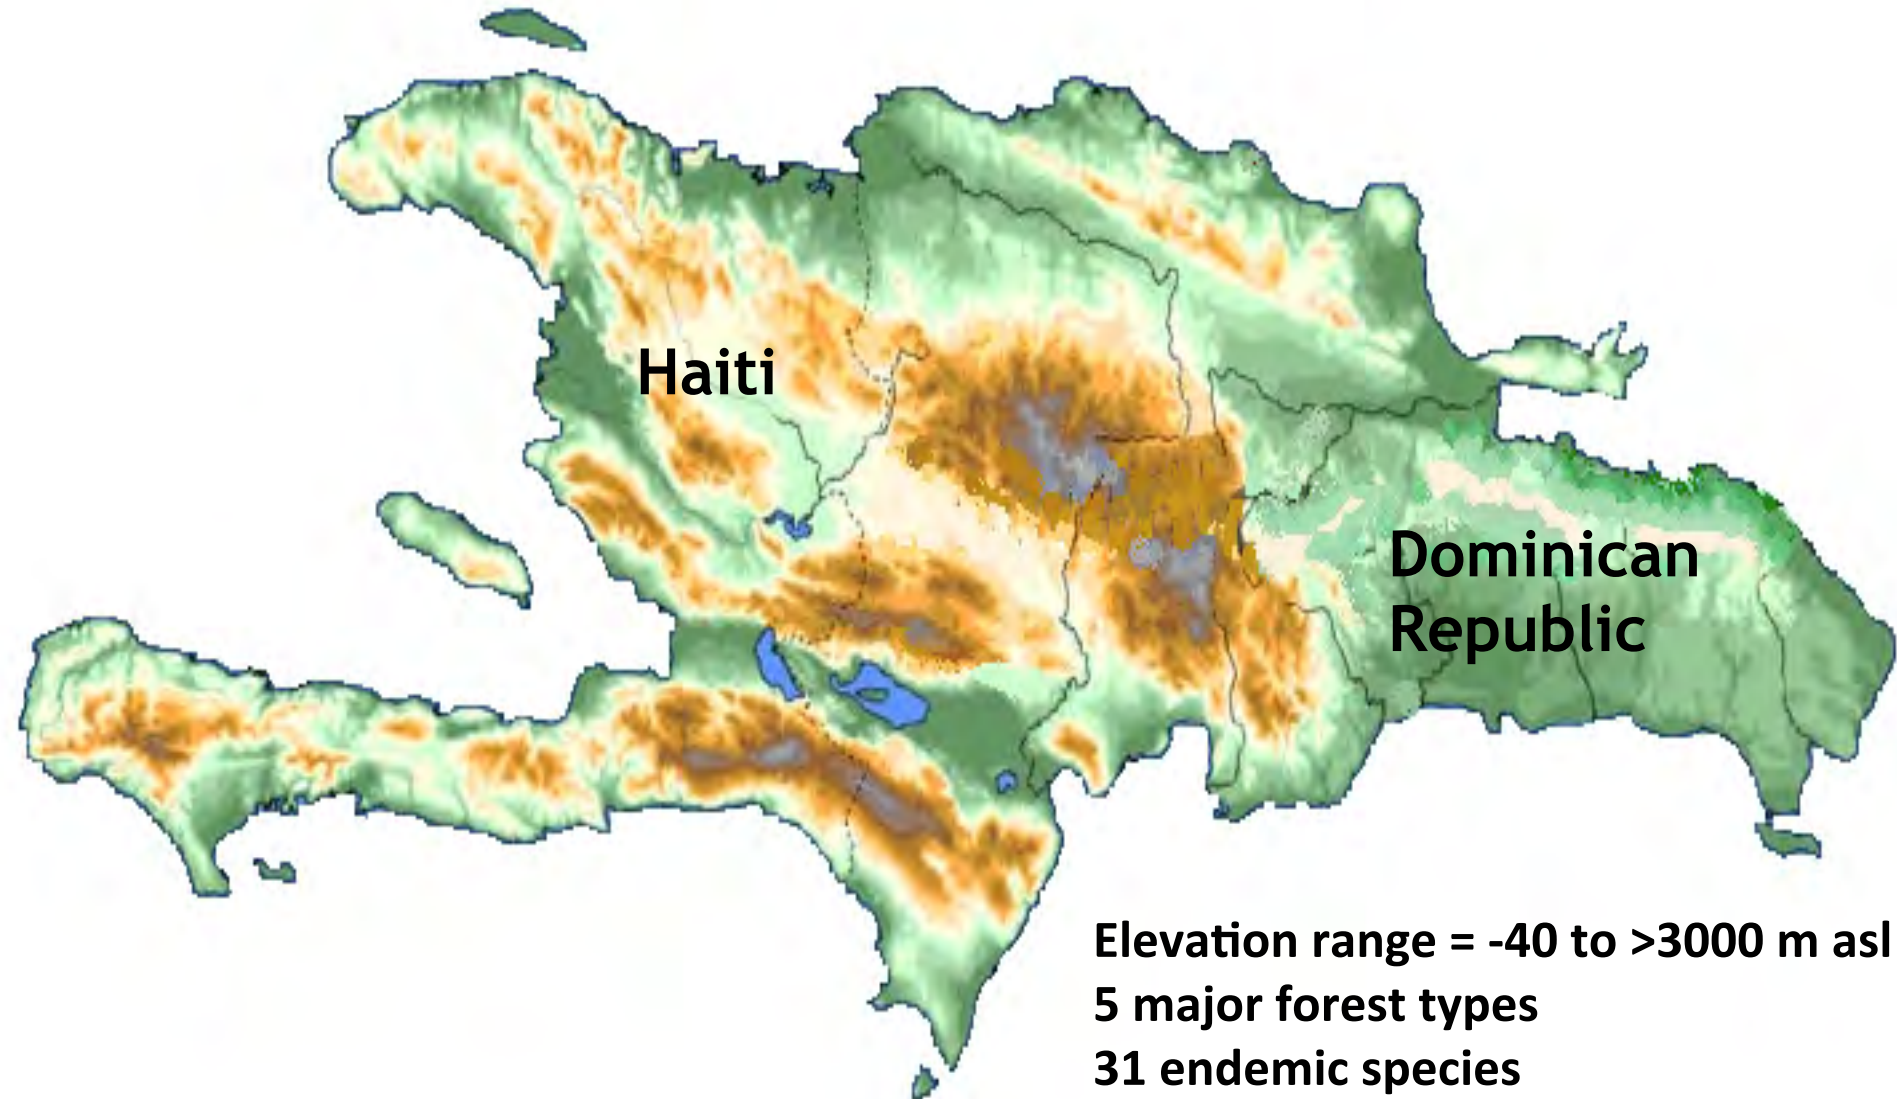 Haiti
Dominican
Republic
Elevation range = -40 to >3000 m asl
5 major forest types
31 endemic species